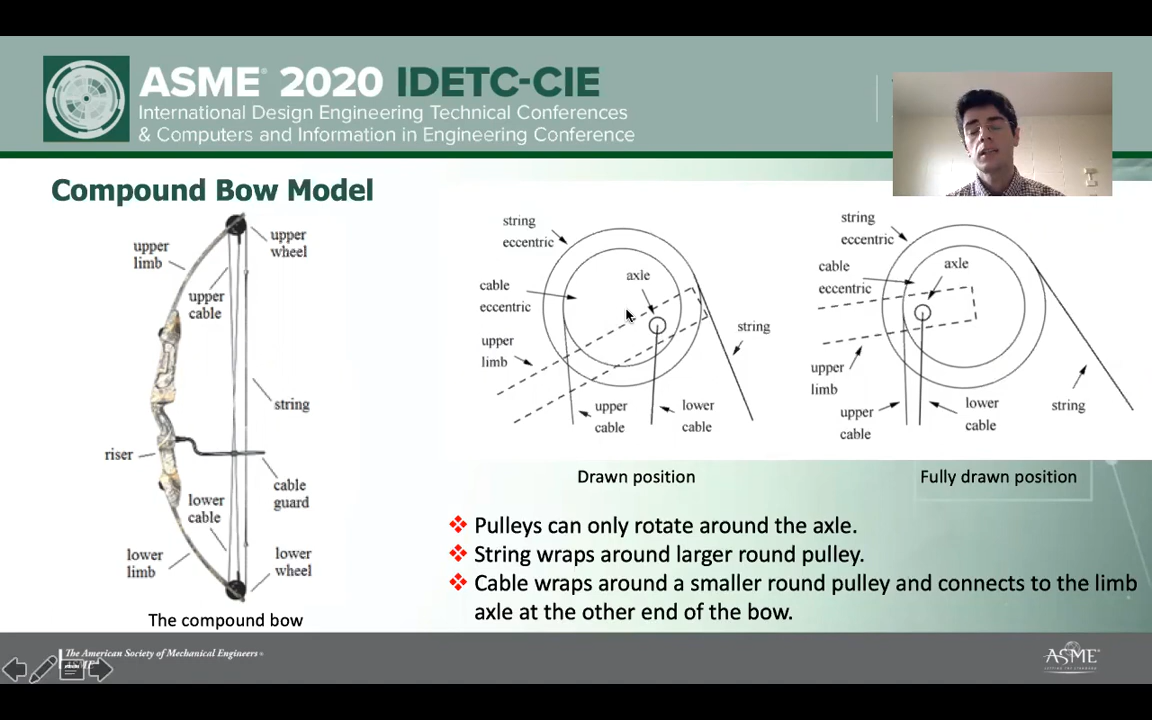 ASME® 2020 IDETC-CIE
International Design Engineering Technical Conferences
& Computers and Information in Engineering Conference
Compound Bow Model
upper
limb
upper
wheel
upper
cable
string
riser
cable
guard
lower
cable
lower
limb
lower
wheel
The compound bow
string
eccentric
cable
eccentric
axle
upper
limb
string
upper
cable
lower
cable
Drawn position
string
eccentric
cable
eccentric
axle
upper
limb
upper
cable
lower
cable
string
Fully drawn position
❖ Pulleys can only rotate around the axle.
❖ String wraps around larger round pulley.
❖ Cable wraps around a smaller round pulley and connects to the limb
axle at the other end of the bow.
The American Society of Mechanical Engineers®
ASME